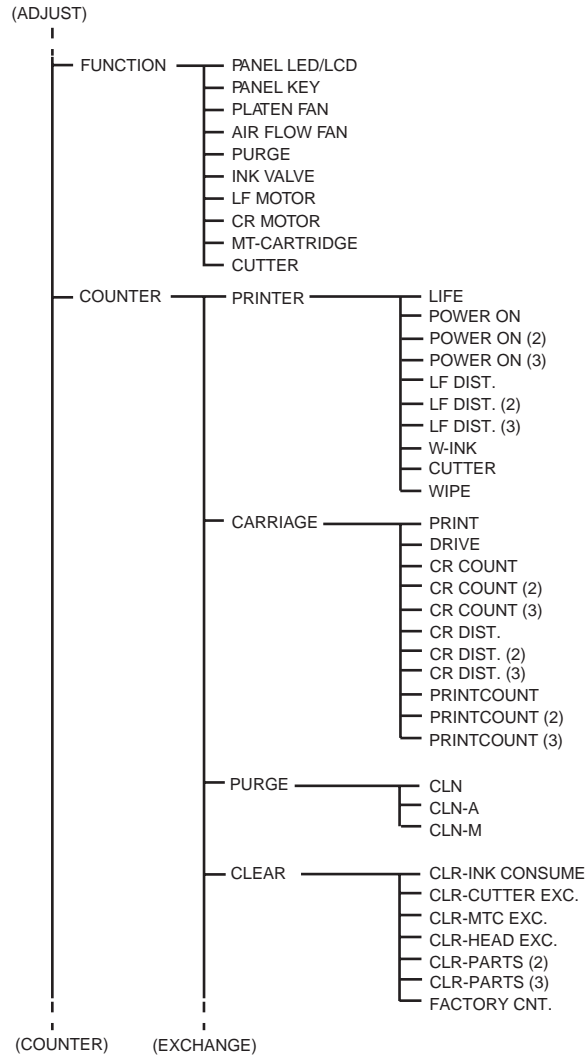 (ADJUST)
FUNCTION
PANEL LED/LCD
PANEL KEY
PLATEN FAN
AIR FLOW FAN
PURGE
INK VALVE
LF MOTOR
CR MOTOR
MT-CARTRIDGE
CUTTER
COUNTER
PRINTER
LIFE
POWER ON
POWER ON (2)
POWER ON (3)
LF DIST.
LF DIST. (2)
LF DIST. (3)
W-INK
CUTTER
WIPE
CARRIAGE
PRINT
DRIVE
CR COUNT
CR COUNT (2)
CR COUNT (3)
CR DIST.
CR DIST. (2)
CR DIST. (3)
PRINTCOUNT
PRINTCOUNT (2)
PRINTCOUNT (3)
PURGE
CLN
CLN-A
CLN-M
CLEAR
CLR-INK CONSUME
CLR-CUTTER EXC.
CLR-MTC EXC.
CLR-HEAD EXC.
CLR-PARTS (2)
CLR-PARTS (3)
FACTORY CNT.
(COUNTER)
(EXCHANGE)